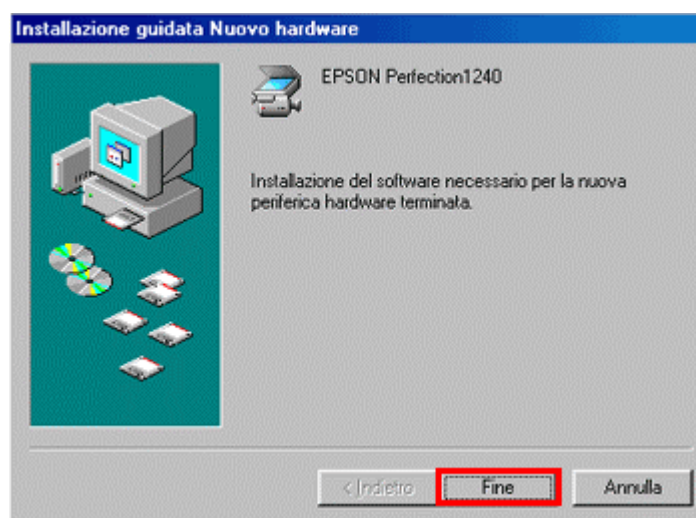 Installazione guidata Nuovo hardware
EPSON Perfection1240
Installazione del software necessario per la nuova
periferica hardware terminata.
< Indietro
Fine
Annulla